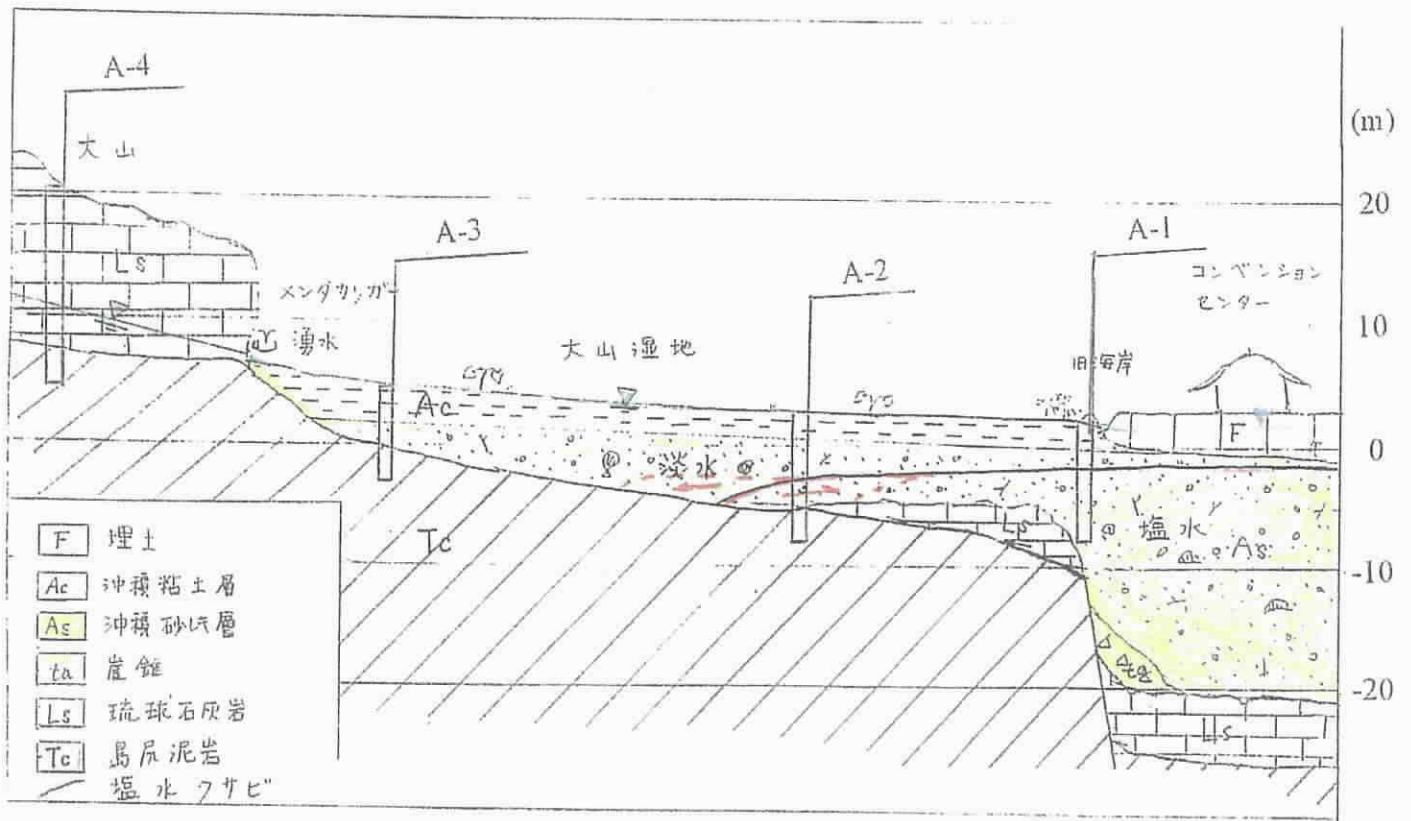 A-4
大山
(m)
20
A-3
A-1
Ls
A-2
コンベンション
センター
メンダカリガー
10
湧水
大山湿地
旧海岸
Ac
F
0
淡水
Ls
塩水
As
Tc
-10
F 埋土
Ac 沖積粘土層
As 沖積砂レキ層
ta 崖錐
-20
Ls 琉球石灰岩
Ls
Tc 島尻泥岩
塩水クサビ